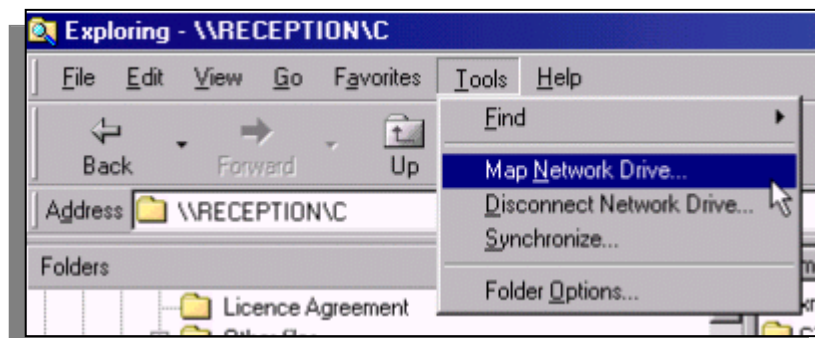 Exploring - \\RECEPTION\C
File Edit View Go Favorites Tools Help
Find
Back Forward Up
Map Network Drive...
Address \\RECEPTION\C
Disconnect Network Drive...
Synchronize...
Folders
Folder Options...
Licence Agreement